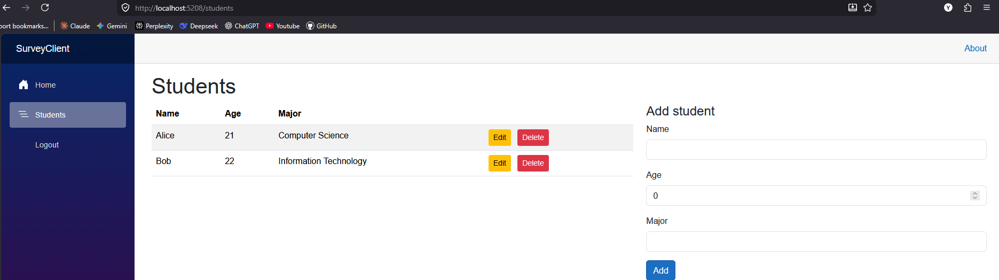 http://localhost:5208/students
port bookmarks... Claude Gemini Perplexity Deepseek ChatGPT Youtube GitHub
Y
SurveyClient
About
Home
Students
Logout
Students
Name Age Major
Alice 21 Computer Science Edit Delete
Bob 22 Information Technology Edit Delete
Add student
Name
Age
0
Major
Add